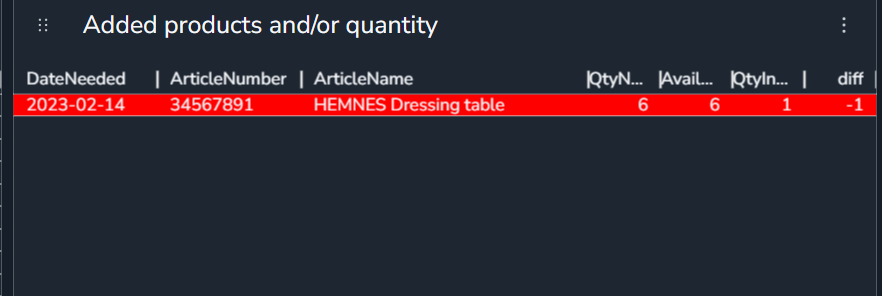 Added products and/or quantity
DateNeeded | ArticleNumber | ArticleName |QtyN... |Avail... |QtyIn... | diff |
2023-02-14 34567891 HEMNES Dressing table 6 6 1 -1